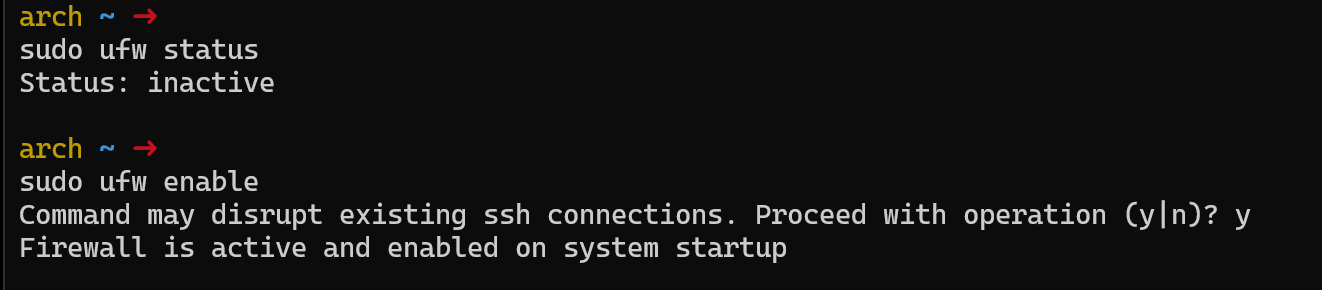 arch ~ ➜
sudo ufw status
Status: inactive
arch ~ ➜
sudo ufw enable
Command may disrupt existing ssh connections. Proceed with operation (y|n)? y
Firewall is active and enabled on system startup